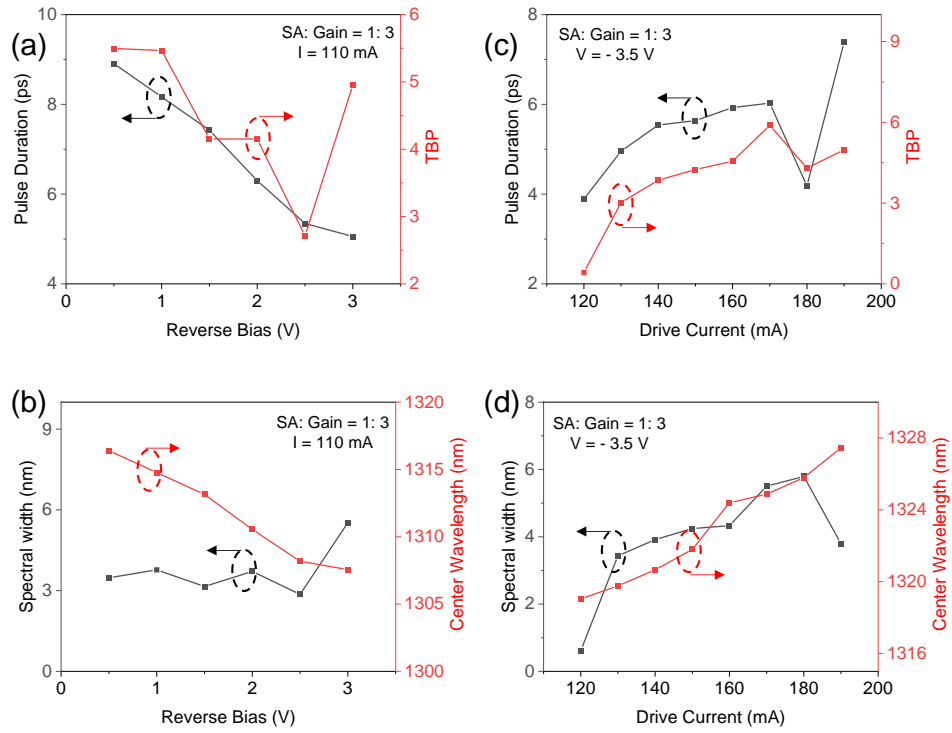 (a)
SA: Gain = 1: 3
I = 110 mA
Pulse Duration (ps)
10
8
6
4
TBP
6
5
4
3
2
0
1
2
3
Reverse Bias (V)
(c)
SA: Gain = 1: 3
V = - 3.5 V
Pulse Duration (ps)
8
6
4
2
TBP
9
6
3
0
120
140
160
180
200
Drive Current (mA)
(b)
SA: Gain = 1: 3
I = 110 mA
Spectral width (nm)
9
6
3
0
Center Wavelength (nm)
1320
1315
1310
1305
1300
0
1
2
3
Reverse Bias (V)
(d)
SA: Gain = 1: 3
V = - 3.5 V
Spectral width (nm)
8
6
4
2
0
Center Wavelength (nm)
1328
1324
1320
1316
120
140
160
180
200
Drive Current (mA)